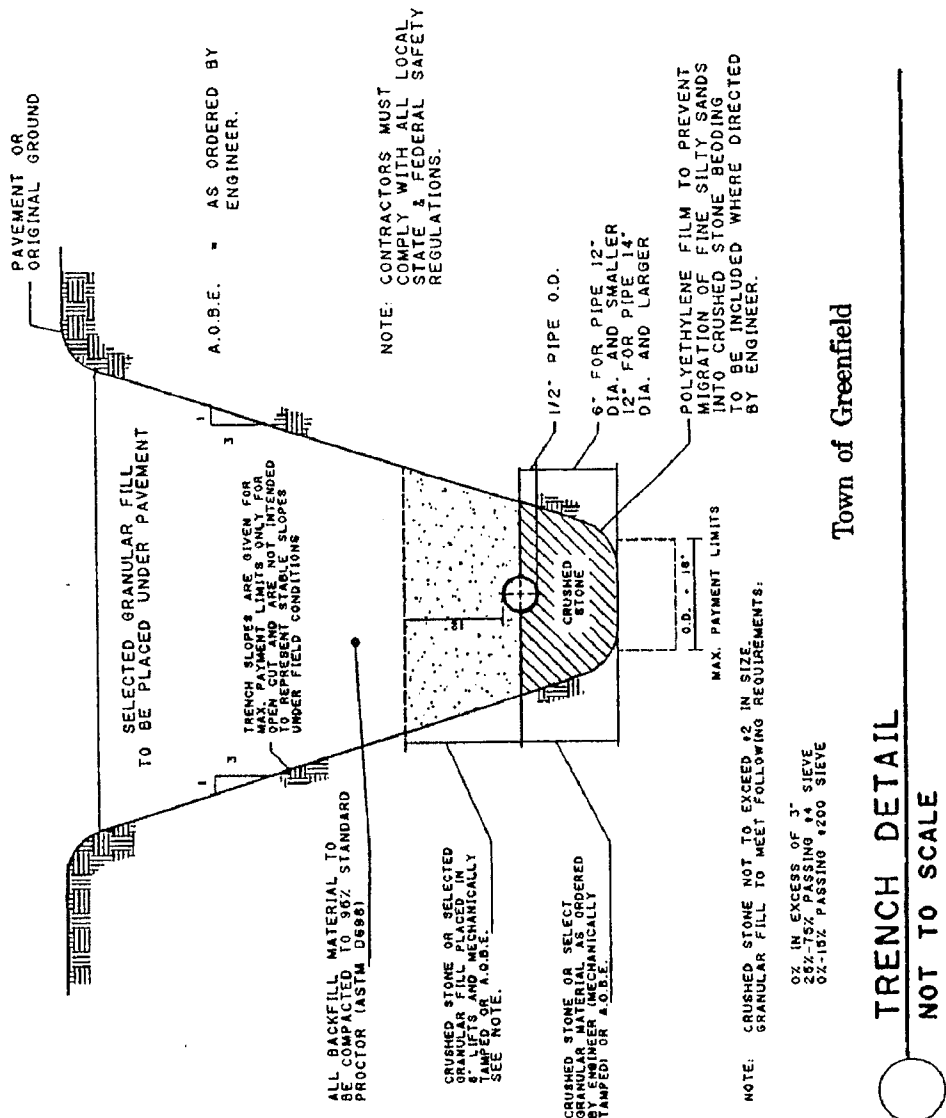 PAVEMENT OR
ORIGINAL GROUND
SELECTED GRANULAR FILL
TO BE PLACED UNDER PAVEMENT
A.O.B.E. = AS ORDERED BY
ENGINEER.
1
3
1
3
TRENCH SLOPES ARE GIVEN FOR
MAX. PAYMENT LIMITS ONLY FOR
OPEN CUT AND ARE NOT INTENDED
TO REPRESENT STABLE SLOPES
UNDER FIELD CONDITIONS
NOTE: CONTRACTORS MUST
COMPLY WITH ALL LOCAL
STATE & FEDERAL SAFETY
REGULATIONS.
ALL BACKFILL MATERIAL TO
BE COMPACTED TO 95% STANDARD
PROCTOR (ASTM D698)
CRUSHED STONE OR SELECTED
GRANULAR FILL PLACED IN
6" LIFTS AND MECHANICALLY
TAMPED OR A.O.B.E.
SEE NOTE.
1/2" PIPE O.D.
6" FOR PIPE 12"
DIA. AND SMALLER
12" FOR PIPE 14"
DIA. AND LARGER
CRUSHED
STONE
CRUSHED STONE OR SELECT
GRANULAR MATERIAL AS ORDERED
BY ENGINEER (MECHANICALLY
TAMPED) OR A.O.B.E.
POLYETHYLENE FILM TO PREVENT
MIGRATION OF FINE SILTY SANDS
INTO CRUSHED STONE BEDDING
TO BE INCLUDED WHERE DIRECTED
BY ENGINEER.
O.D. + 16"
MAX. PAYMENT LIMITS
NOTE: CRUSHED STONE NOT TO EXCEED #2 IN SIZE.
GRANULAR FILL TO MEET FOLLOWING REQUIREMENTS:
0% IN EXCESS OF 3"
25%-75% PASSING #4 SIEVE
0%-15% PASSING #200 SIEVE
Town of Greenfield
TRENCH DETAIL
NOT TO SCALE